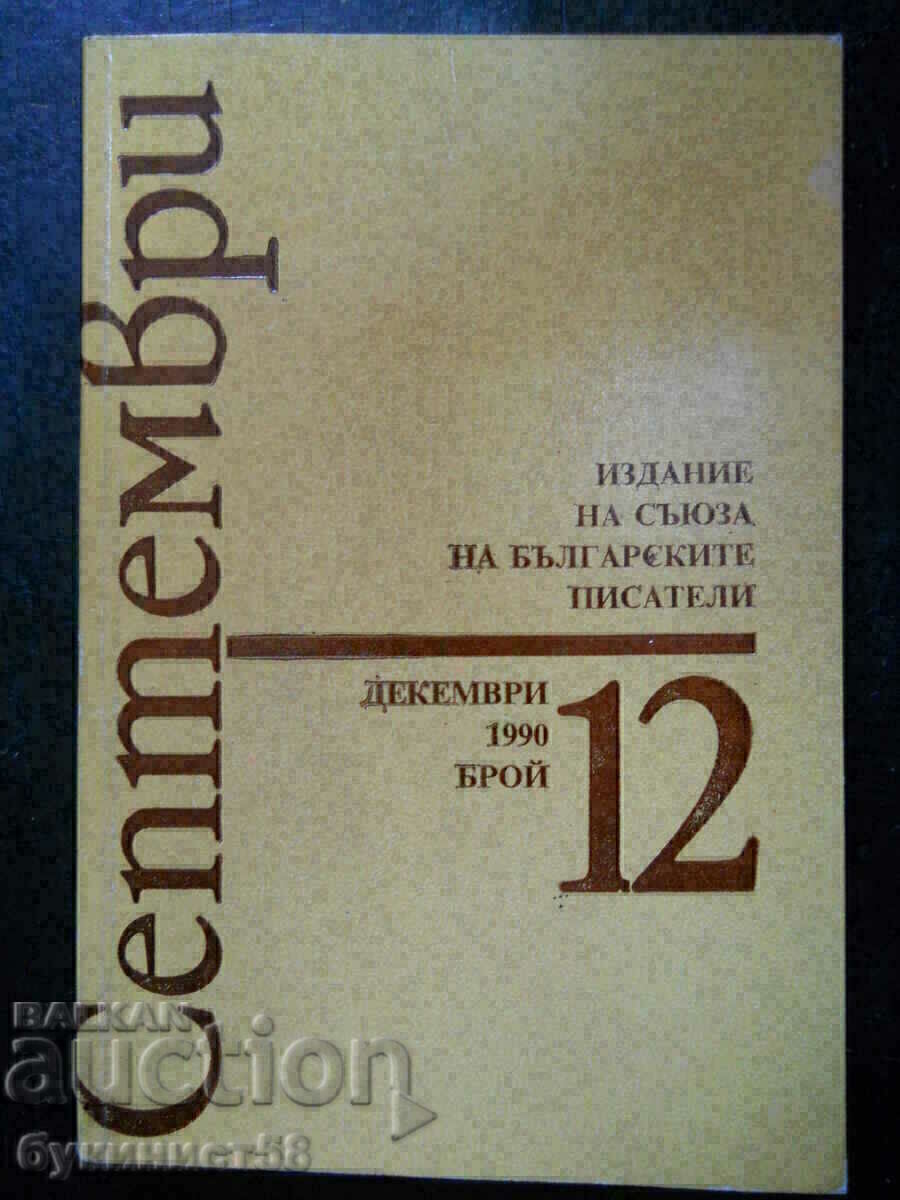 Септември
ИЗДАНИЕ
НА СЪЮЗА
НА БЪЛГАРСКИТЕ
ПИСАТЕЛИ
ДЕКЕМВРИ
1990
БРОЙ
12
BALKAN
auction
букинист-58